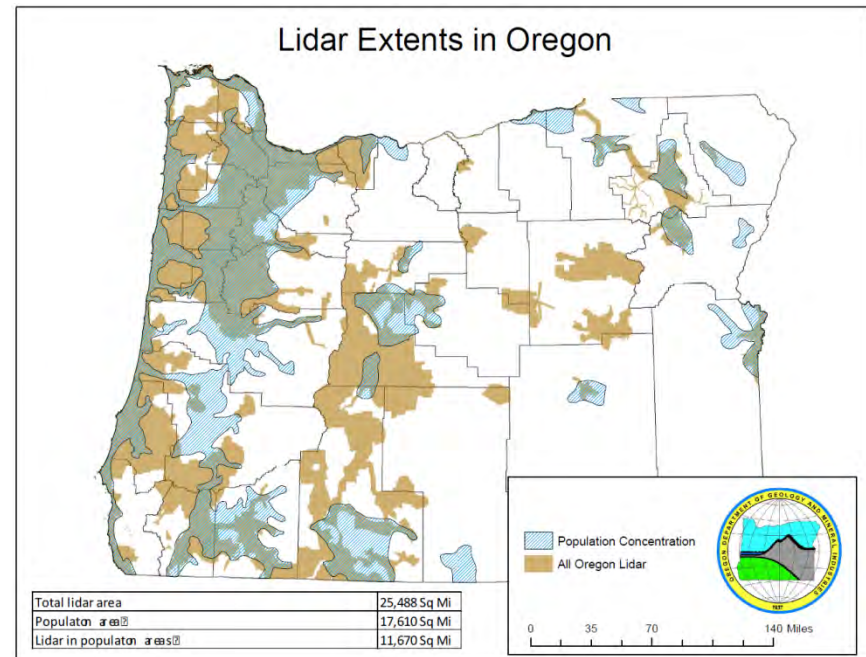 Lidar Extents in Oregon
Population Concentration
All Oregon Lidar
OREGON DEPARTMENT OF GEOLOGY AND MINERAL INDUSTRIES
1937
Total lidar area 25,488 Sq Mi
Populaton area⍰ 17,610 Sq Mi
Lidar in populaton areas⍰ 11,670 Sq Mi
0 35 70 140 Miles